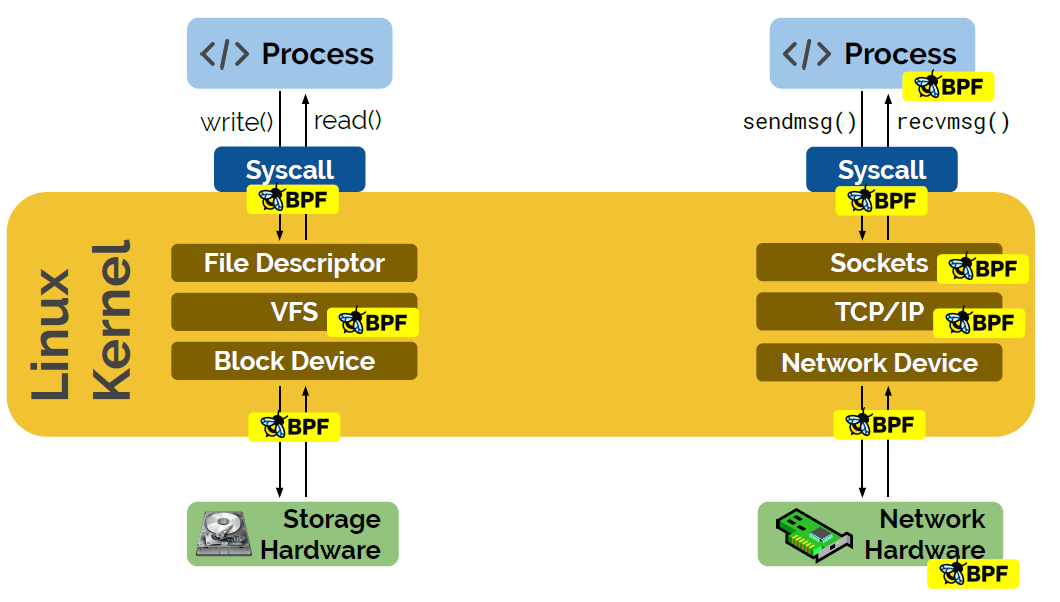 </> Process
write()
read()
Syscall
BPF
File Descriptor
VFS
BPF
Block Device
BPF
Storage
Hardware
</> Process
BPF
sendmsg()
recvmsg()
Syscall
BPF
Sockets
BPF
TCP/IP
BPF
Network Device
BPF
Network
Hardware
BPF
Linux
Kernel